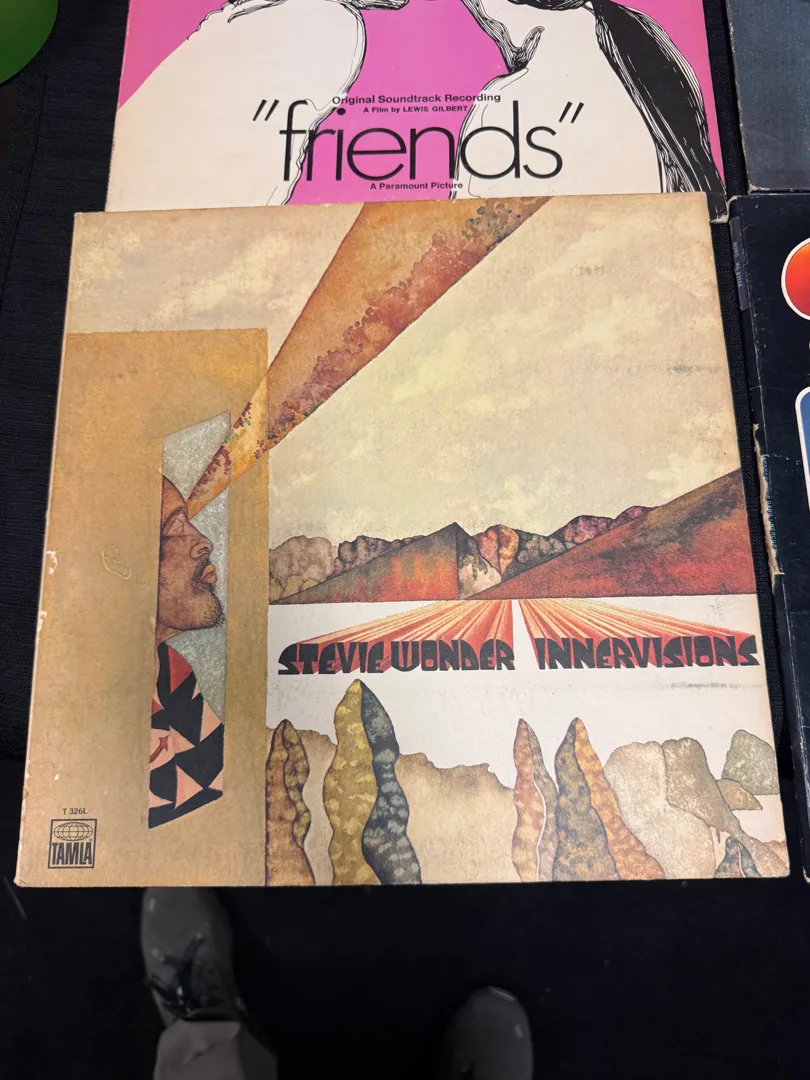 Original Soundtrack Recording
A Film by LEWIS GILBERT
"friends"
A Paramount Picture
STEVIE WONDER INNERVISIONS
T 326L
TAMLA